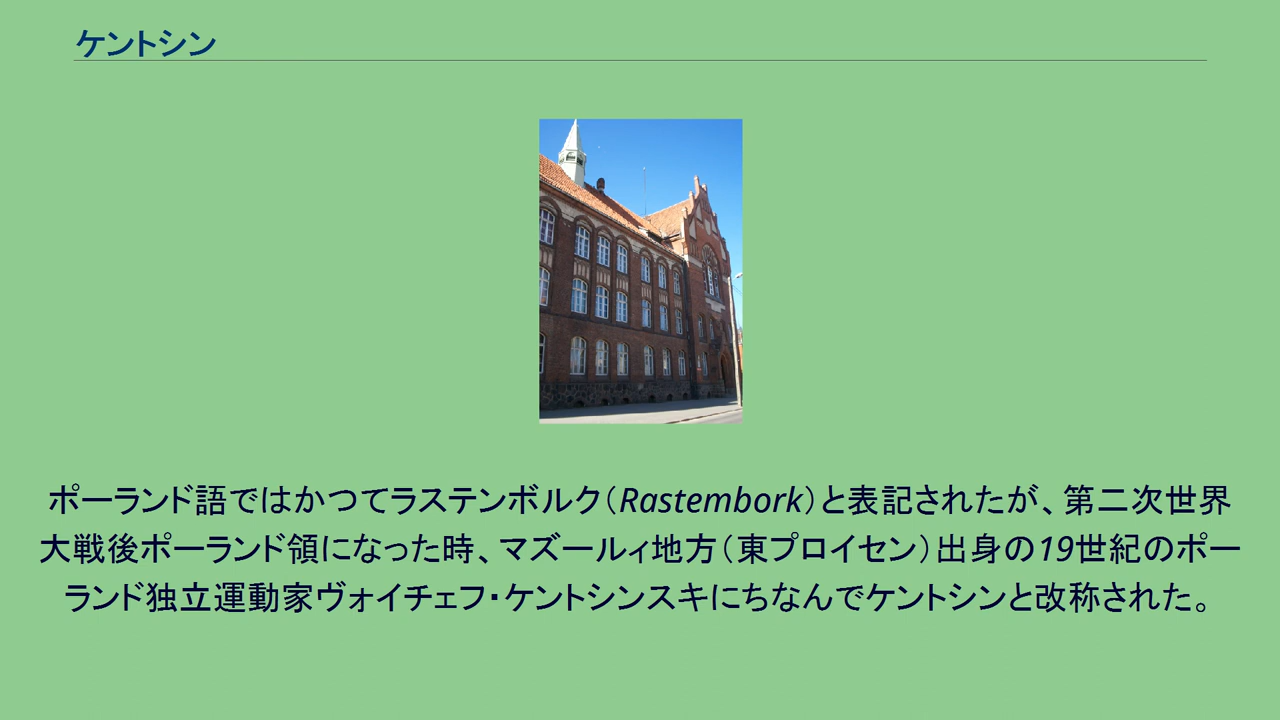 ケントシン
ポーランド語ではかつてラステンボルク（Rastembork）と表記されたが、第二次世界
大戦後ポーランド領になった時、マズールィ地方（東プロイセン）出身の19世紀のポー
ランド独立運動家ヴォイチェフ・ケントシンスキにちなんでケントシンと改称された。